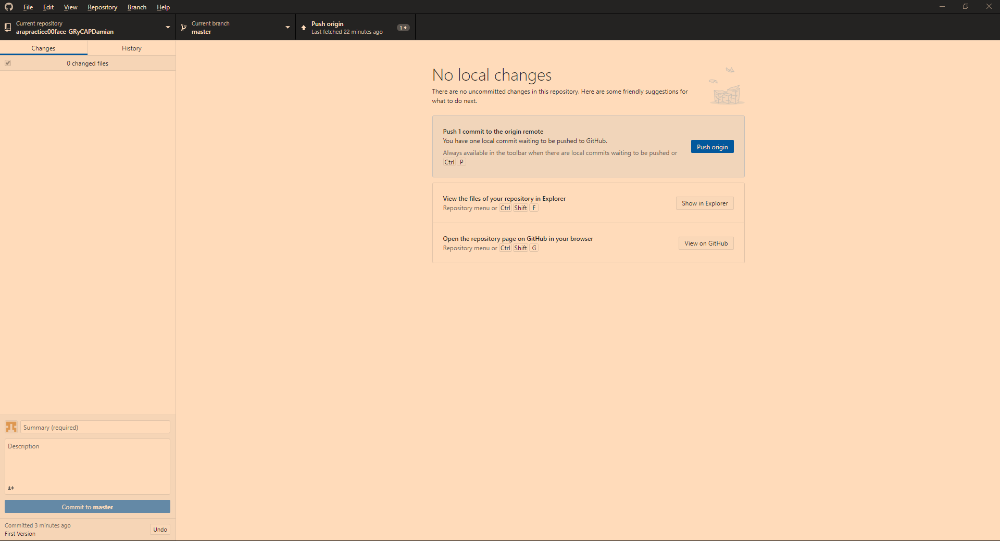 File Edit View Repository Branch Help
Current repository
arapractice00face-GRyCAPDamian
Current branch
master
Push origin
Last fetched 22 minutes ago
1
Changes
History
0 changed files
No local changes
There are no uncommitted changes in this repository. Here are some friendly suggestions for
what to do next.
Push 1 commit to the origin remote
You have one local commit waiting to be pushed to GitHub.
Always available in the toolbar when there are local commits waiting to be pushed or
Ctrl P
Push origin
View the files of your repository in Explorer
Repository menu or Ctrl Shift F
Show in Explorer
Open the repository page on GitHub in your browser
Repository menu or Ctrl Shift G
View on GitHub
Summary (required)
Description
Commit to master
Committed 3 minutes ago
First Version
Undo